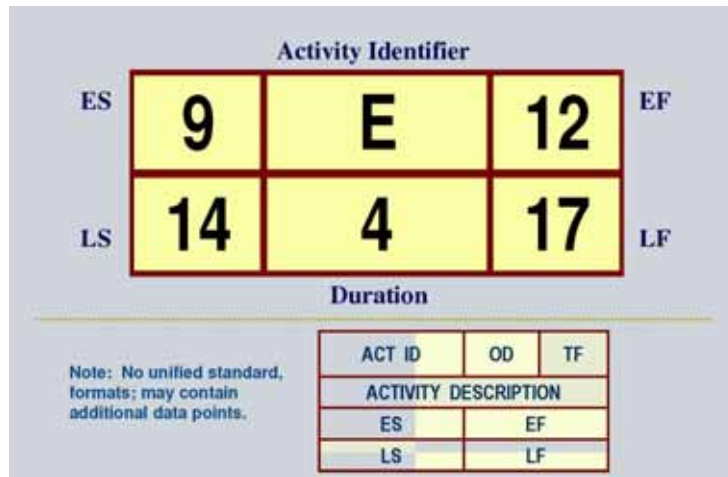 Activity Identifier
ES 9 E 12 EF
LS 14 4 17 LF
Duration
Note: No unified standard,
formats; may contain
additional data points.
ACT ID OD TF
ACTIVITY DESCRIPTION
ES EF
LS LF